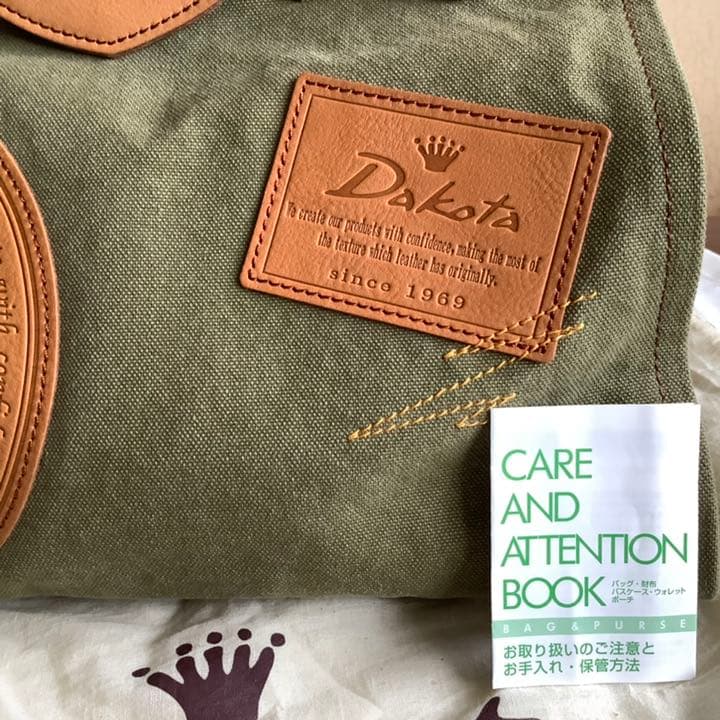 Dakota
We create our products with confidence, making the most of
the texture which leather has originally.
since 1969
with
CARE
AND
ATTENTION
BOOK
バッグ・財布
パスケース・ウォレット
ポーチ
BAG & PURSE
お取り扱いのご注意と
お手入れ・保管方法